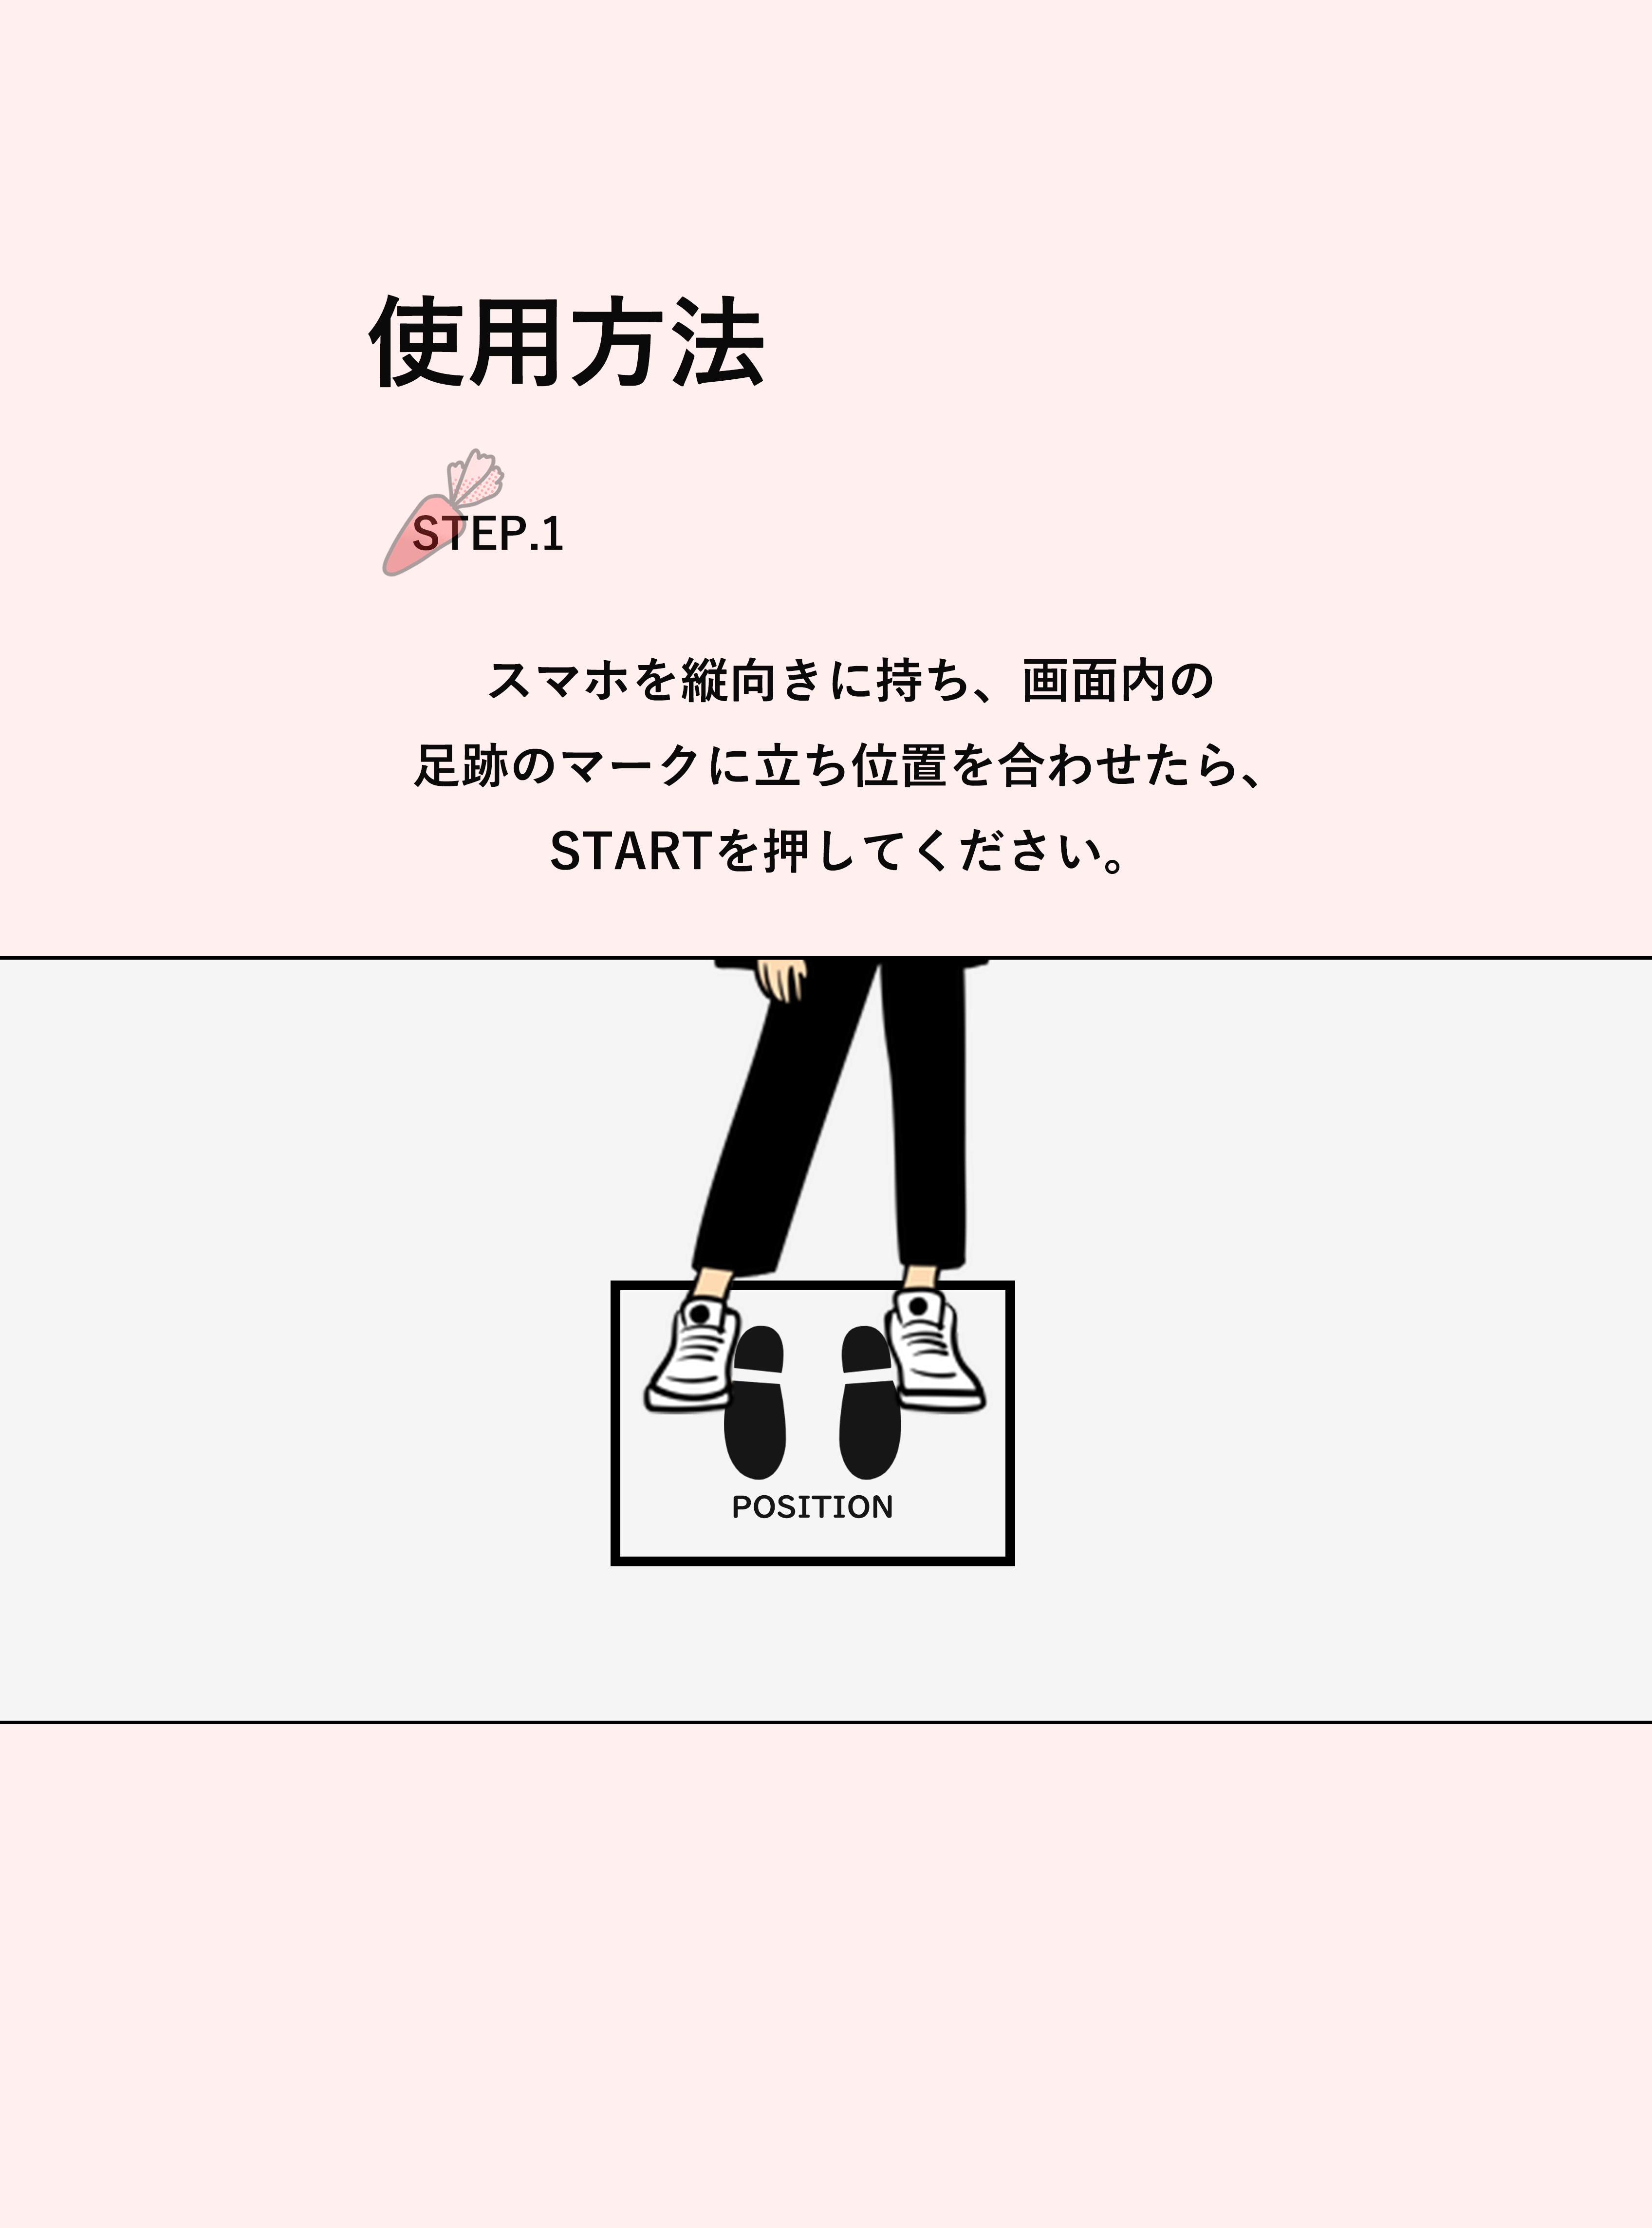 使用方法
STEP.1
スマホを縦向きに持ち、画面内の
足跡のマークに立ち位置を合わせたら、
STARTを押してください。
POSITION